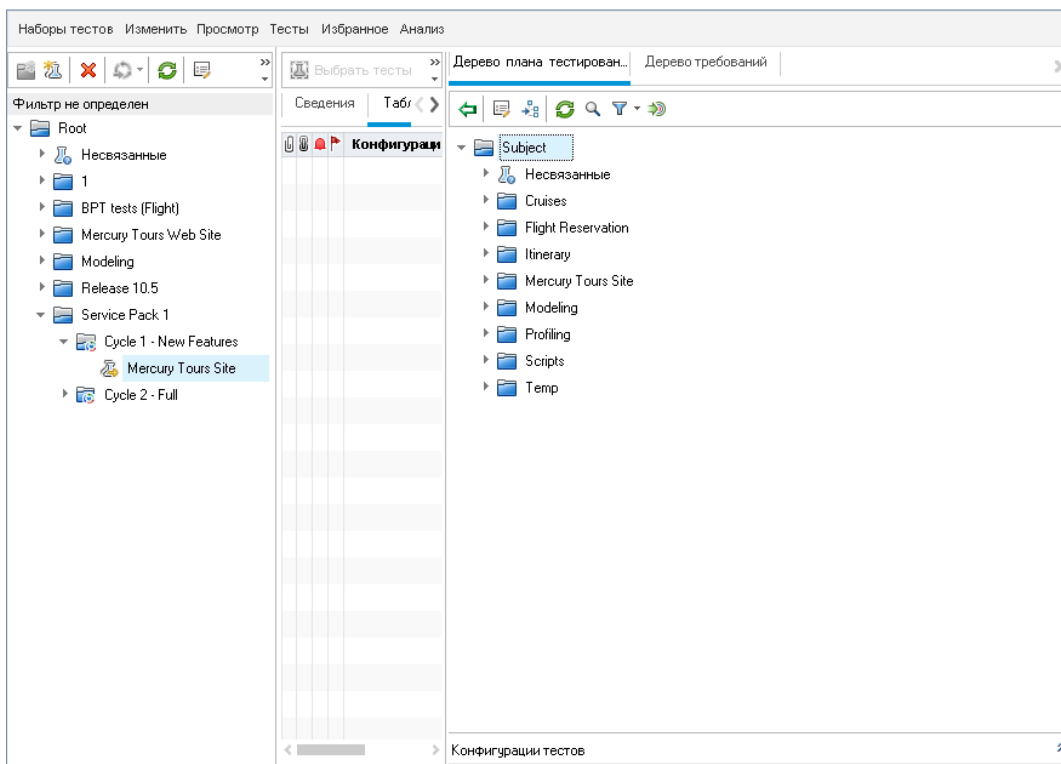 Наборы тестов Изменить Просмотр Тесты Избранное Анализ
Фильтр не определен
Root
Несвязанные
1
BPT tests (Flight)
Mercury Tours Web Site
Modeling
Release 10.5
Service Pack 1
Cycle 1 - New Features
Mercury Tours Site
Cycle 2 - Full
Выбрать тесты
Сведения
Конфигураци
Дерево плана тестирован... Дерево требований
Subject
Несвязанные
Cruises
Flight Reservation
Itinerary
Mercury Tours Site
Modeling
Profiling
Scripts
Temp
Конфигурации тестов